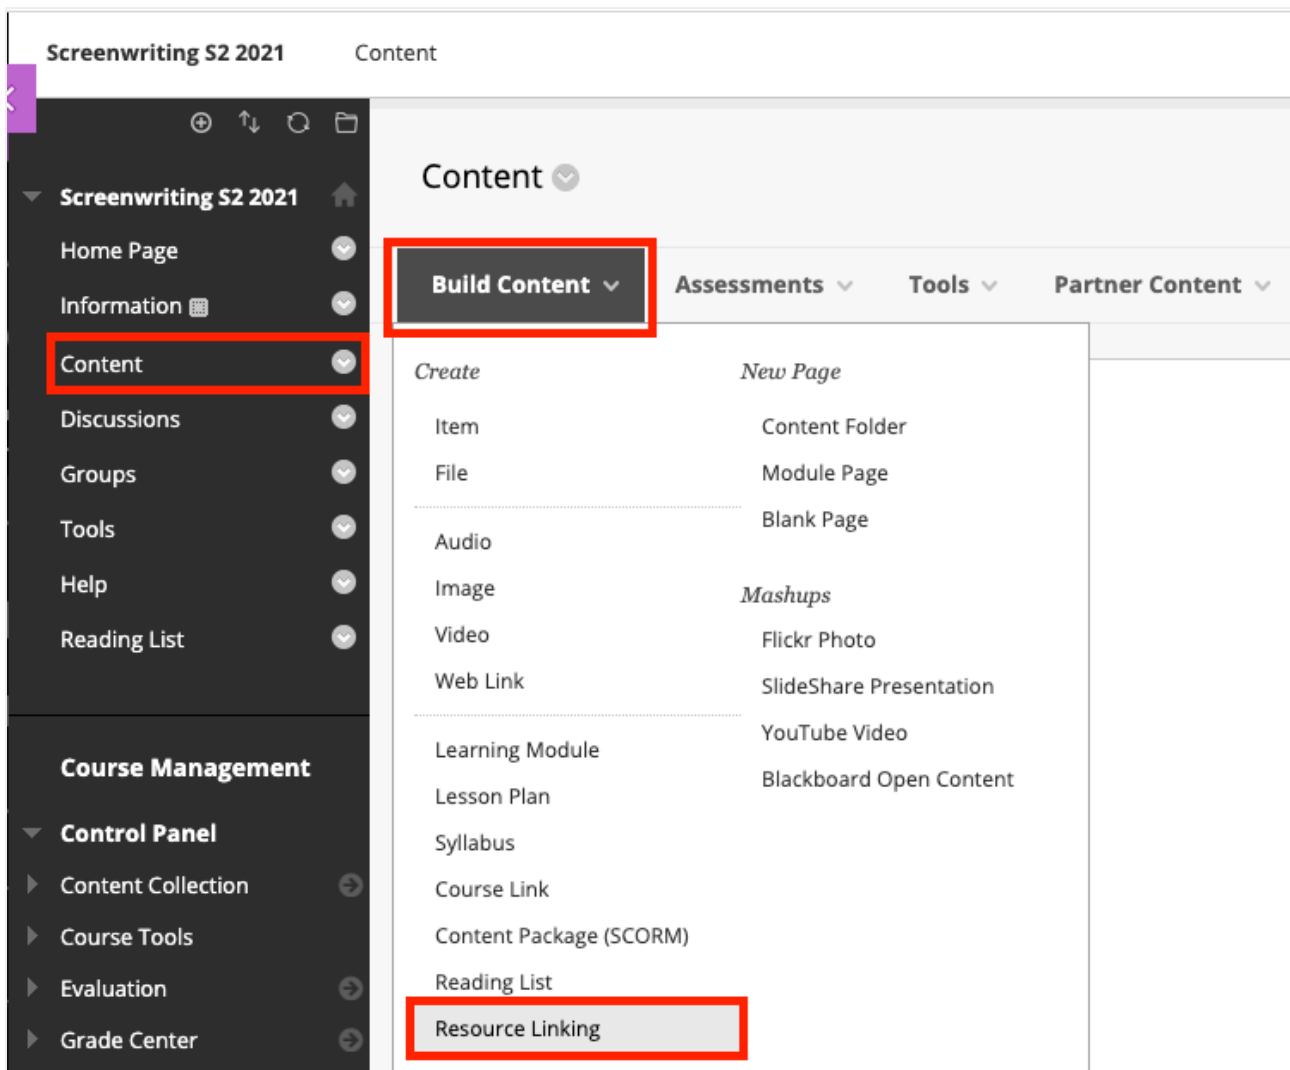 Screenwriting S2 2021 Content
Screenwriting S2 2021
Home Page
Information
Content
Discussions
Groups
Tools
Help
Reading List
Course Management
Control Panel
Content Collection
Course Tools
Evaluation
Grade Center
Content
Build Content Assessments Tools Partner Content
Create
Item
File
Audio
Image
Video
Web Link
Learning Module
Lesson Plan
Syllabus
Course Link
Content Package (SCORM)
Reading List
Resource Linking
New Page
Content Folder
Module Page
Blank Page
Mashups
Flickr Photo
SlideShare Presentation
YouTube Video
Blackboard Open Content